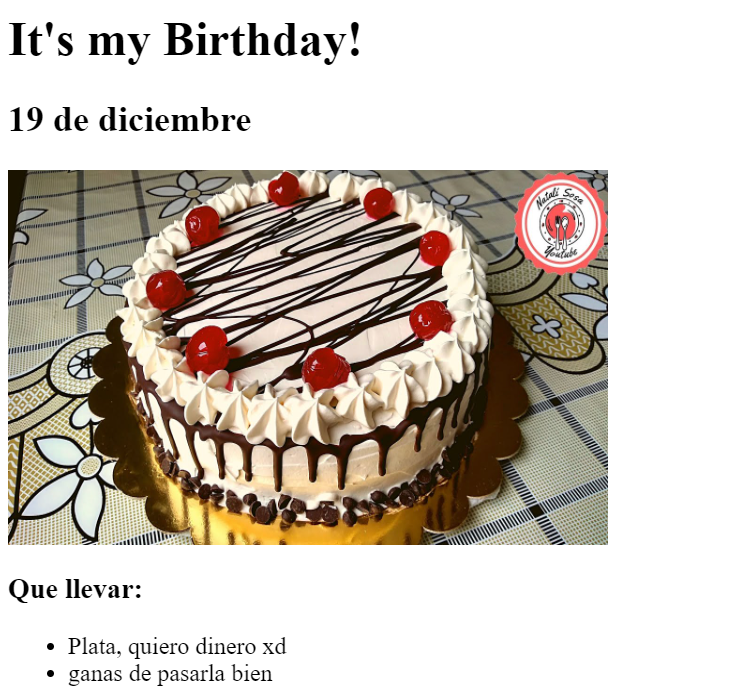 It's my Birthday!
19 de diciembre
Natali Sosa
Youtube
Que llevar:
Plata, quiero dinero xd
ganas de pasarla bien